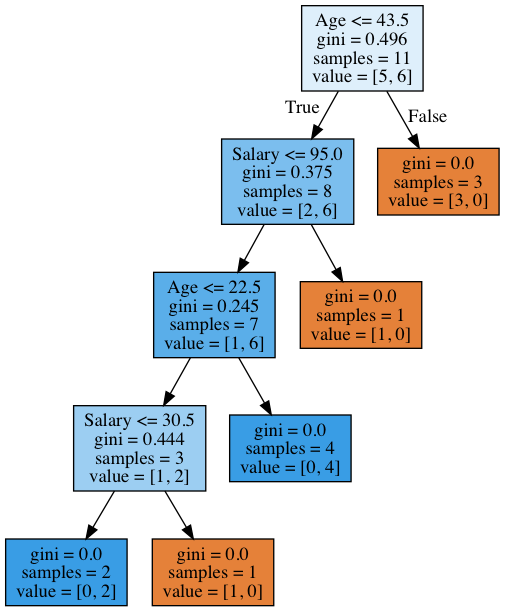 Age <= 43.5
gini = 0.496
samples = 11
value = [5, 6]
True
False
Salary <= 95.0
gini = 0.375
samples = 8
value = [2, 6]
gini = 0.0
samples = 3
value = [3, 0]
Age <= 22.5
gini = 0.245
samples = 7
value = [1, 6]
gini = 0.0
samples = 1
value = [1, 0]
Salary <= 30.5
gini = 0.444
samples = 3
value = [1, 2]
gini = 0.0
samples = 4
value = [0, 4]
gini = 0.0
samples = 2
value = [0, 2]
gini = 0.0
samples = 1
value = [1, 0]